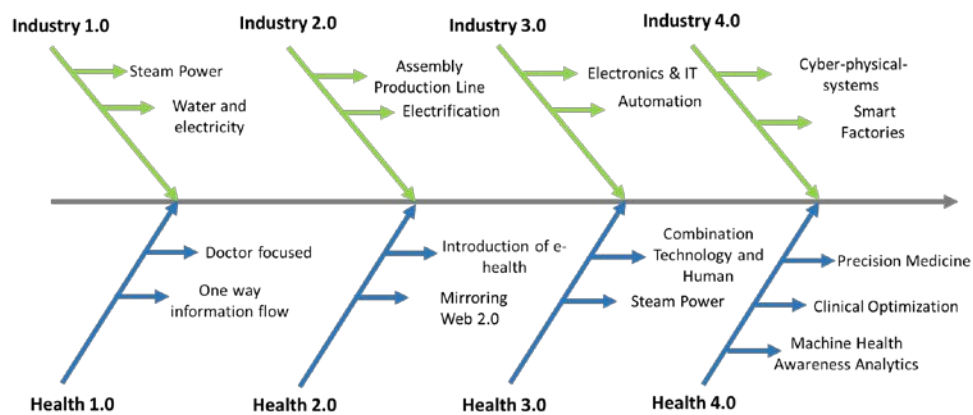 Industry 1.0
Industry 2.0
Industry 3.0
Industry 4.0
Steam Power
Water and
electricity
Assembly
Production Line
Electrification
Electronics & IT
Automation
Cyber-physical-
systems
Smart
Factories
Doctor focused
One way
information flow
Introduction of e-
health
Mirroring
Web 2.0
Combination
Technology and
Human
Steam Power
Precision Medicine
Clinical Optimization
Machine Health
Awareness Analytics
Health 1.0
Health 2.0
Health 3.0
Health 4.0